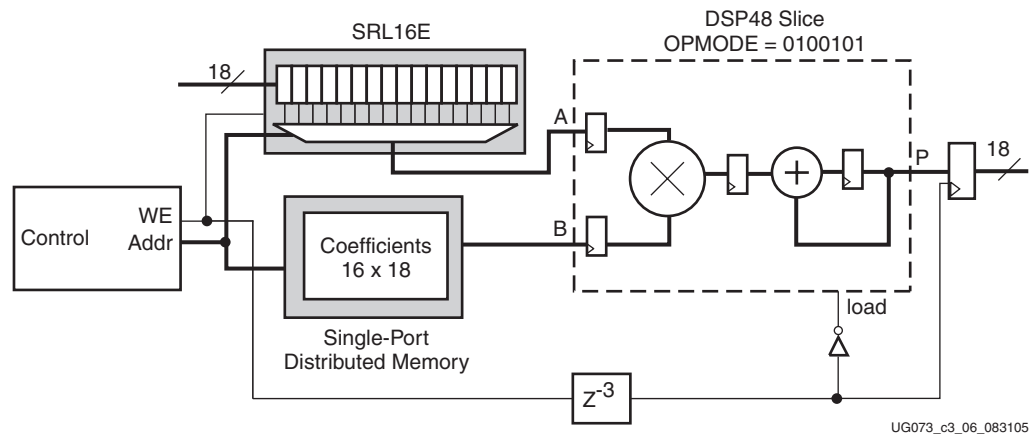 SRL16E
DSP48 Slice
OPMODE = 0100101
18
A
P
18
WE
Control
Addr
Coefficients
16 x 18
B
load
Single-Port
Distributed Memory
Z-3
UG073_c3_06_083105